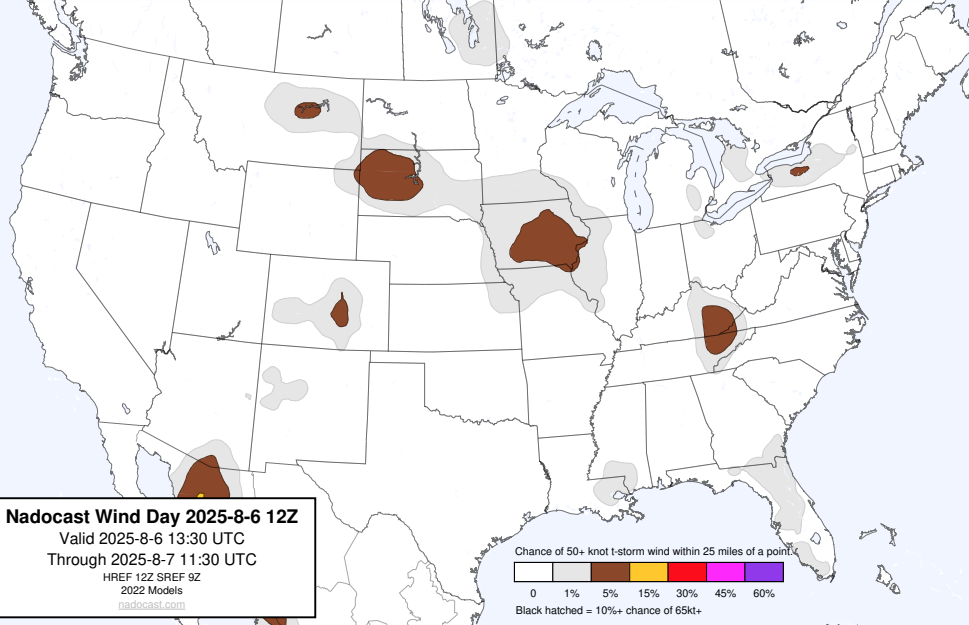 Nadocast Wind Day 2025-8-6 12Z
Valid 2025-8-6 13:30 UTC
Through 2025-8-7 11:30 UTC
HREF 12Z SREF 9Z
2022 Models
nadocast.com
Chance of 50+ knot t-storm wind within 25 miles of a point.
0 1% 5% 15% 30% 45% 60%
Black hatched = 10%+ chance of 65kt+